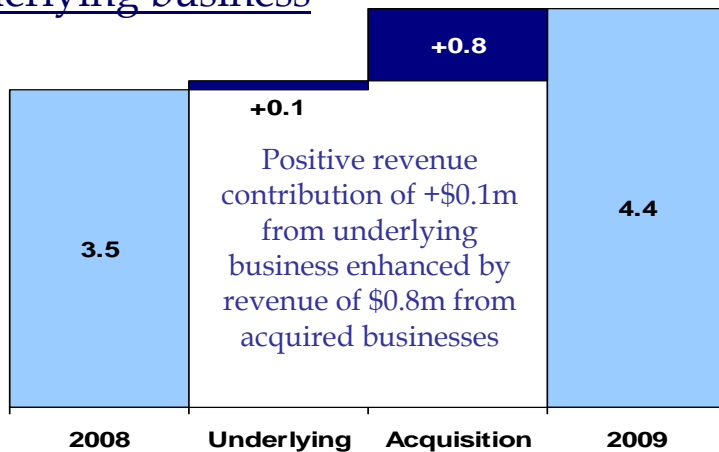 business
+0.8
+0.1
Positive revenue
contribution of +$0.1m
from underlying
business enhanced by
revenue of $0.8m from
acquired businesses
3.5
4.4
2008 Underlying Acquisition 2009